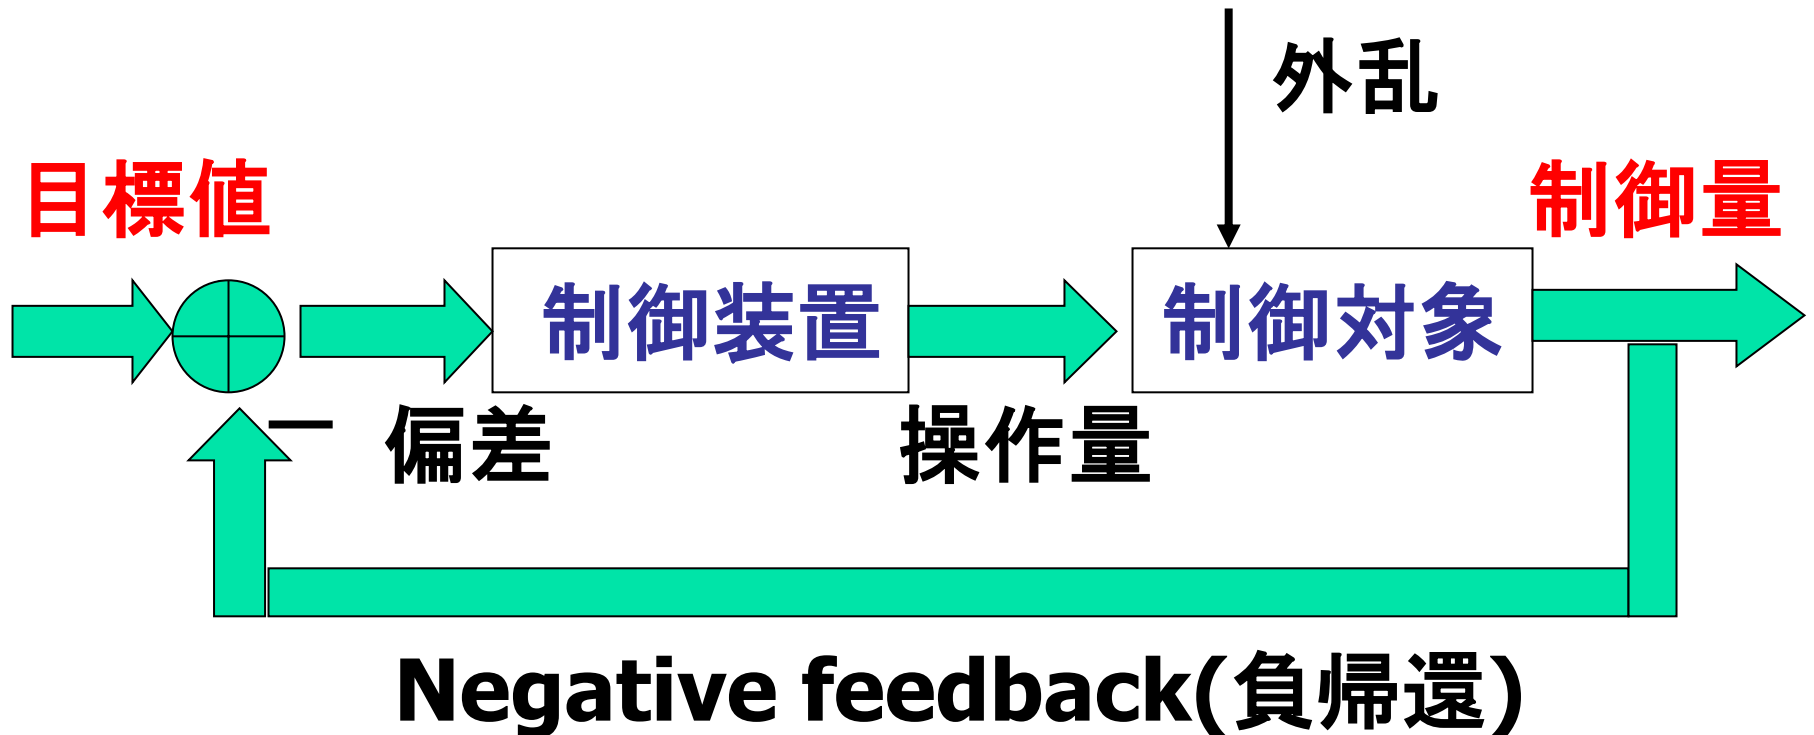 外乱
目標値
制御量
制御装置
制御対象
－
偏差
操作量
Negative feedback(負帰還)